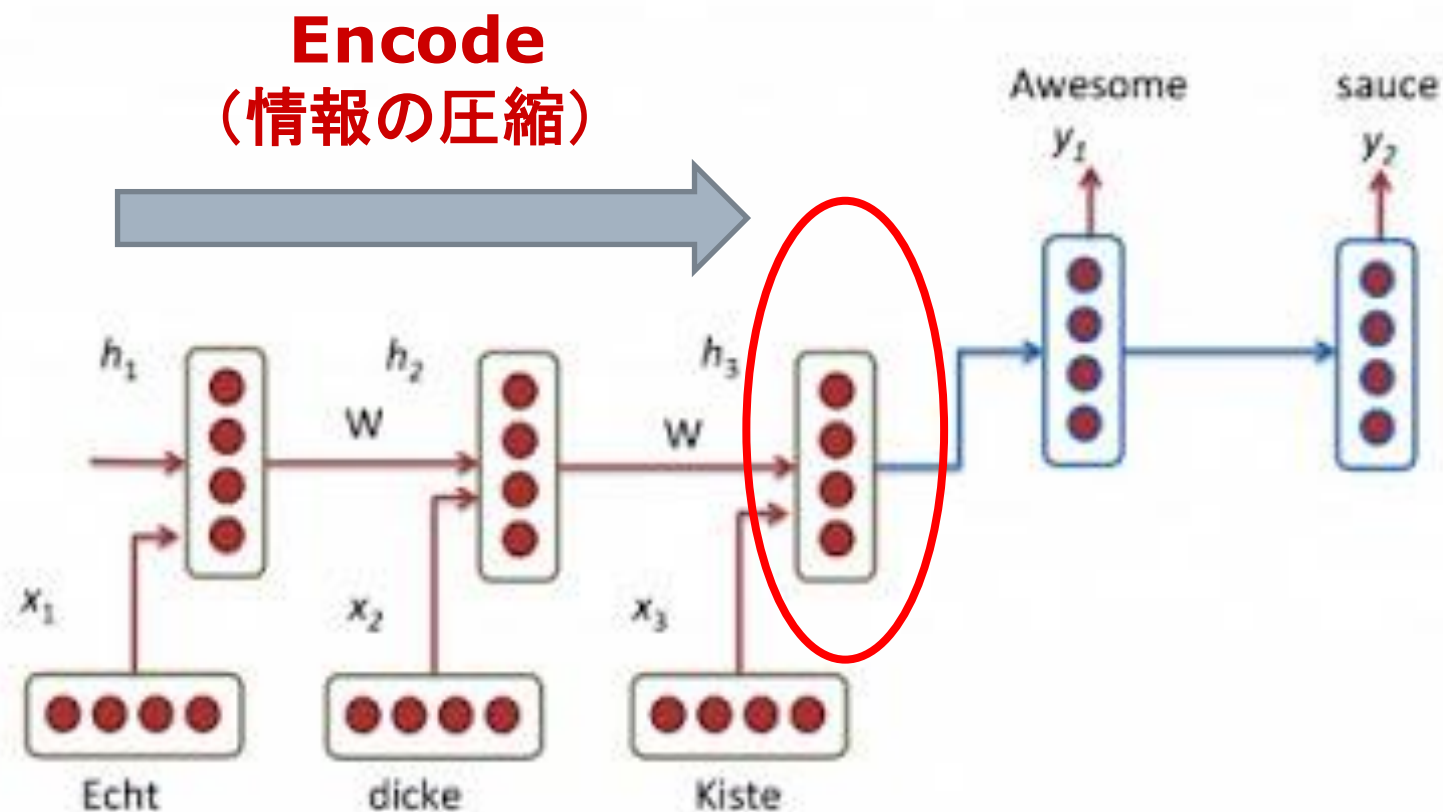 Encode
（情報の圧縮）
Awesome
sauce
y1
y2
h1
h2
h3
W
W
x1
x2
x3
Echt
dicke
Kiste